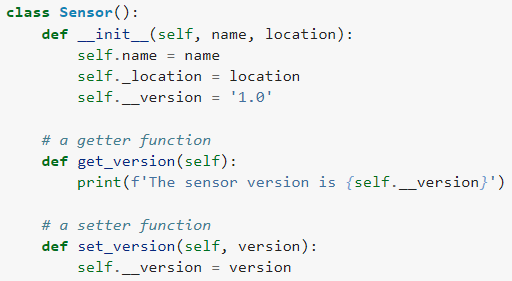 class Sensor():
    def __init__(self, name, location):
        self.name = name
        self._location = location
        self.__version = '1.0'

    # a getter function
    def get_version(self):
        print(f'The sensor version is {self.__version}')

    # a setter function
    def set_version(self, version):
        self.__version = version